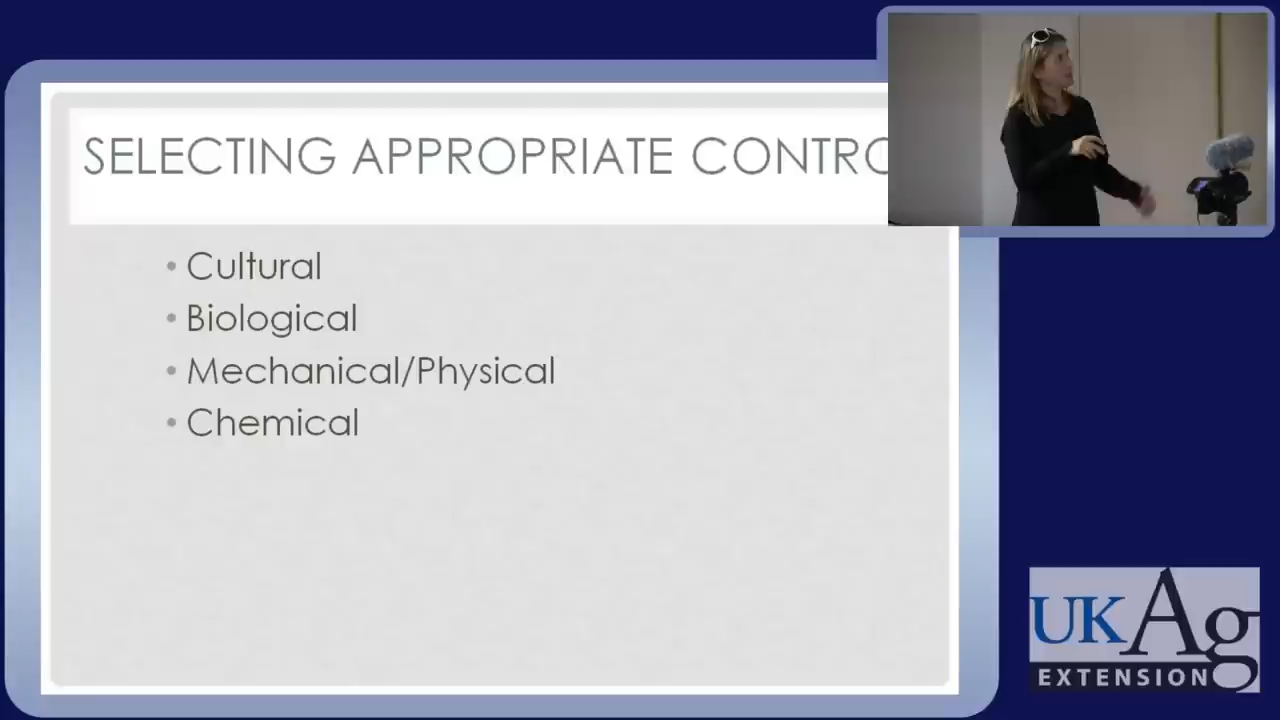 SELECTING APPROPRIATE CONTRO
• Cultural
• Biological
• Mechanical/Physical
• Chemical
UKAg
EXTENSION